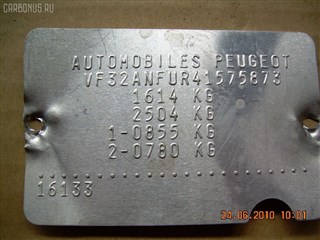 CARBONUS.RU
AUTOMOBILES PEUGEOT
VF32ANFUR41575873
1614 KG
2504 KG
1-0855 KG
2-0780 KG
16133
24.06.2010 10:01